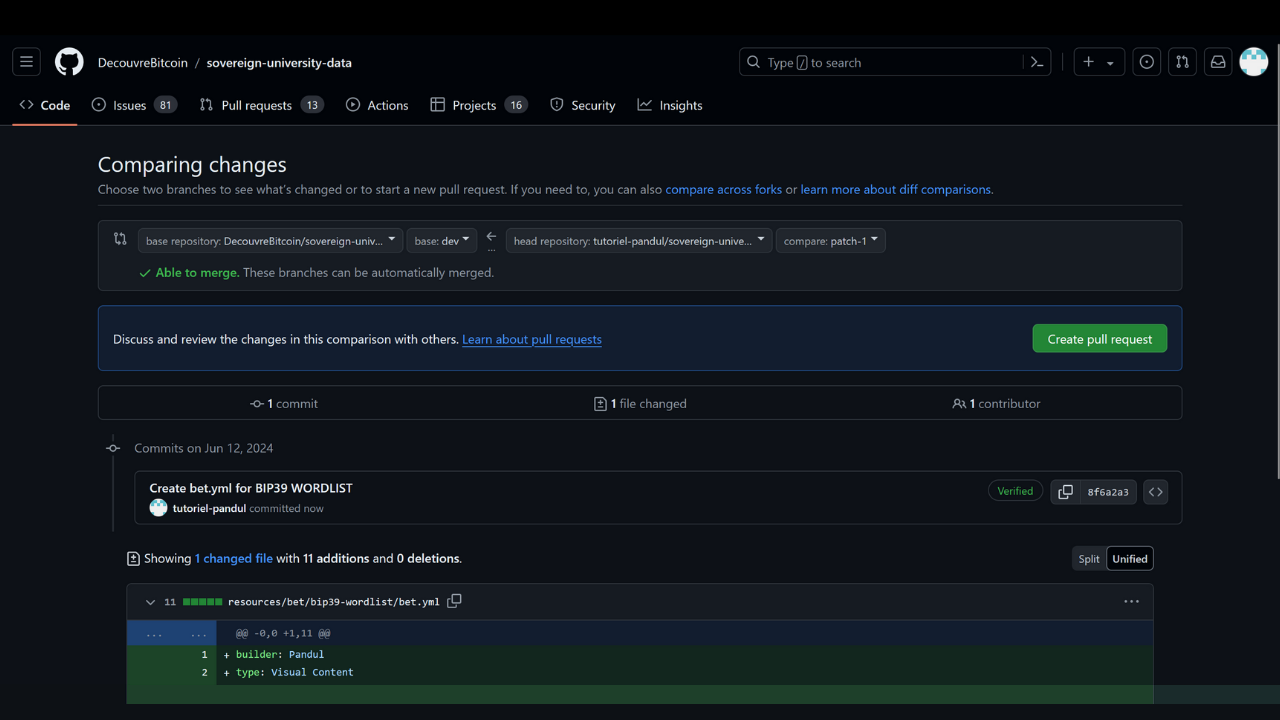 DecouvreBitcoin / sovereign-university-data
Type / to search
Code Issues 81 Pull requests 13 Actions Projects 16 Security Insights
Comparing changes
Choose two branches to see what's changed or to start a new pull request. If you need to, you can also compare across forks or learn more about diff comparisons.
base repository: DecouvreBitcoin/sovereign-univ... base: dev ... head repository: tutoriel-pandul/sovereign-unive... compare: patch-1
Able to merge. These branches can be automatically merged.
Discuss and review the changes in this comparison with others. Learn about pull requests Create pull request
1 commit 1 file changed 1 contributor
Commits on Jun 12, 2024
Create bet.yml for BIP39 WORDLIST
Verified 8f6a2a3
tutoriel-pandul committed now
Showing 1 changed file with 11 additions and 0 deletions. Split Unified
11 resources/bet/bip39-wordlist/bet.yml
... ... @@ -0,0 +1,11 @@
1 + builder: Pandul
2 + type: Visual Content